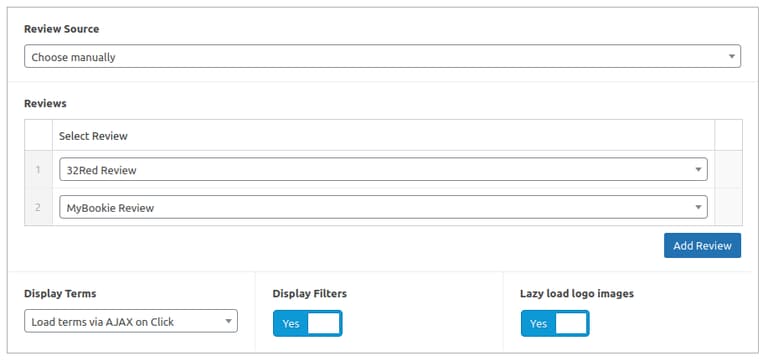 Review Source
Choose manually
Reviews
Select Review
1 32Red Review
2 MyBookie Review
Add Review
Display Terms Display Filters Lazy load logo images
Load terms via AJAX on Click Yes Yes